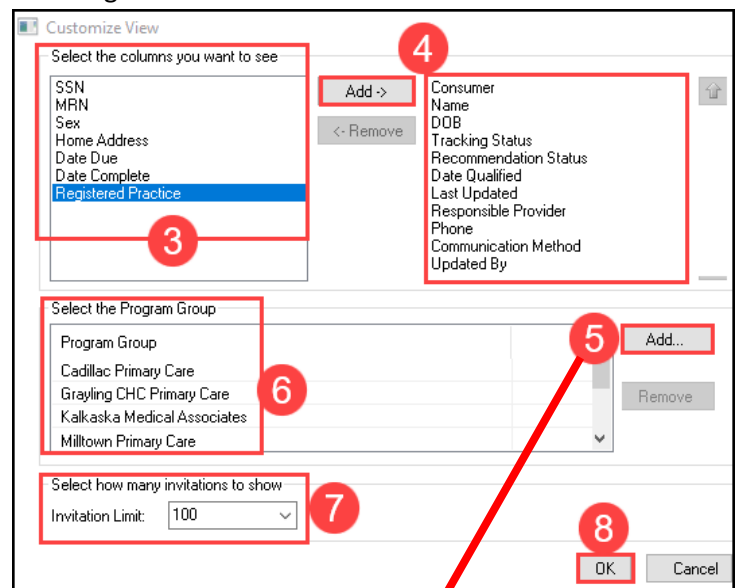 Customize View
Select the columns you want to see
4
SSN
MRN
Sex
Home Address
Date Due
Date Complete
Registered Practice
3
Add ->
<- Remove
Consumer
Name
DOB
Tracking Status
Recommendation Status
Date Qualified
Last Updated
Responsible Provider
Phone
Communication Method
Updated By
Select the Program Group
Program Group
Cadillac Primary Care
Grayling CHC Primary Care
Kalkaska Medical Associates
Milltown Primary Care
6
5
Add...
Remove
Select how many invitations to show
Invitation Limit: 100
7
8
OK Cancel